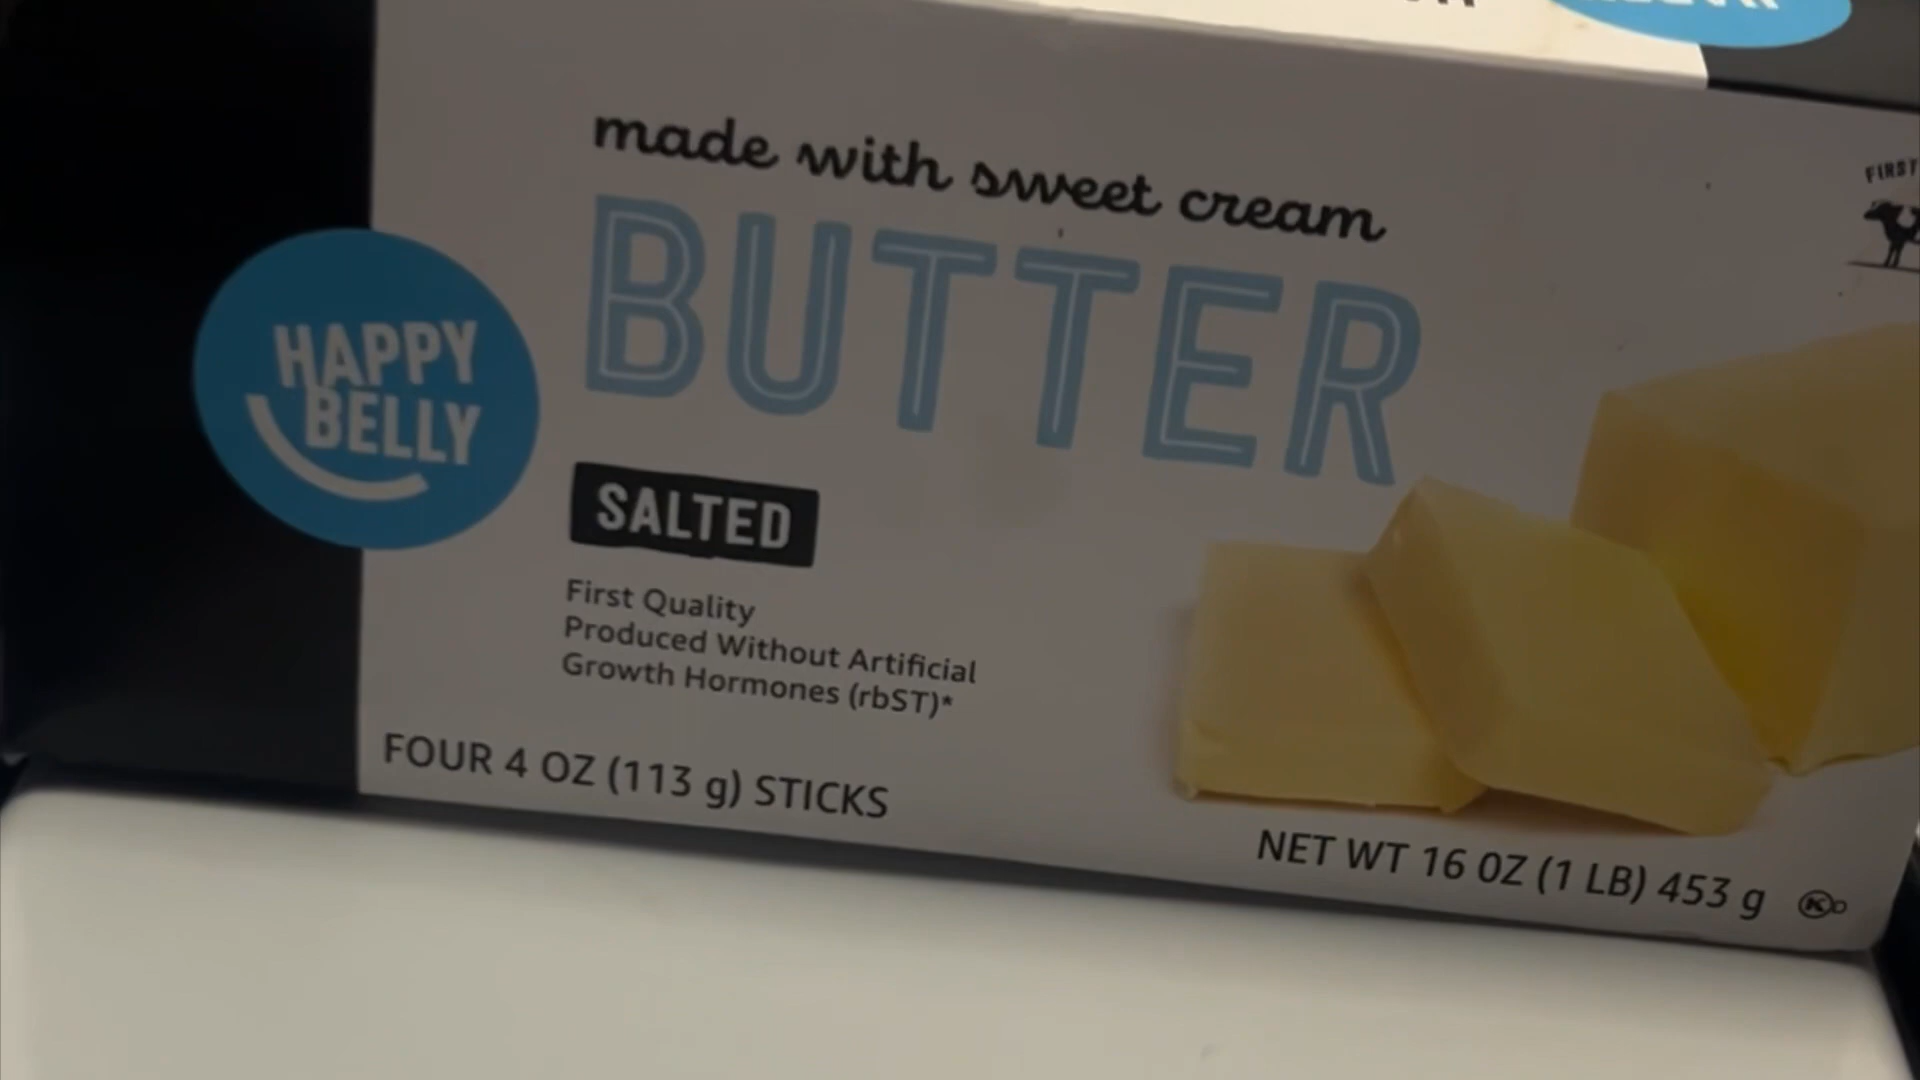 made with sweet cream
BUTTER
HAPPY
BELLY
SALTED
First Quality
Produced Without Artificial
Growth Hormones (rbST)*
FOUR 4 OZ (113 g) STICKS
NET WT 16 OZ (1 LB) 453 g
K D
FIRST